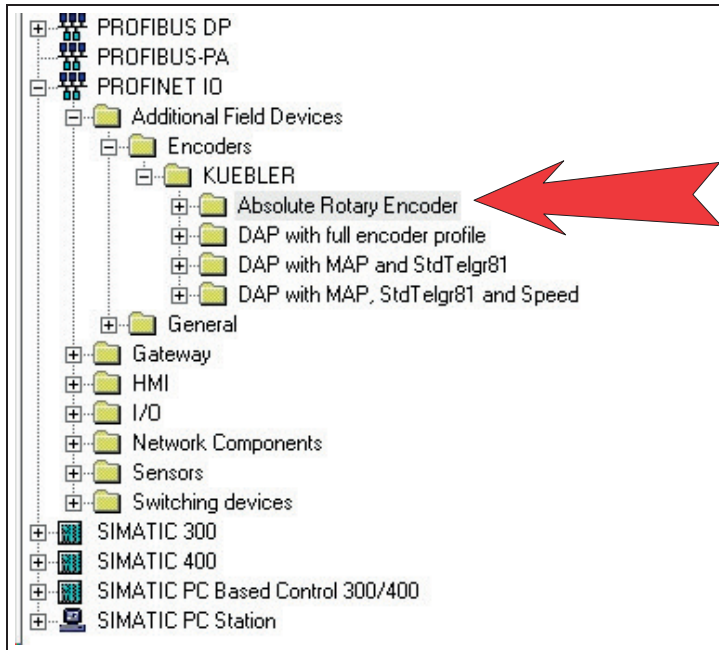 PROFIBUS DP
PROFIBUS-PA
PROFINET IO
Additional Field Devices
Encoders
KUEBLER
Absolute Rotary Encoder
DAP with full encoder profile
DAP with MAP and StdTelgr81
DAP with MAP, StdTelgr81 and Speed
General
Gateway
HMI
I/O
Network Components
Sensors
Switching devices
SIMATIC 300
SIMATIC 400
SIMATIC PC Based Control 300/400
SIMATIC PC Station